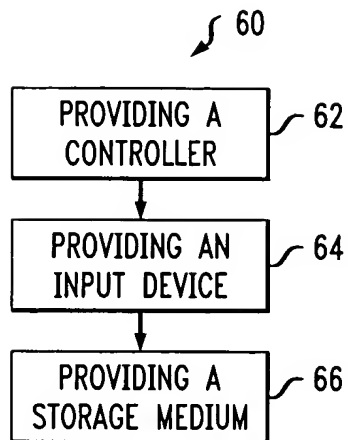 60
PROVIDING A
CONTROLLER
62
PROVIDING AN
INPUT DEVICE
64
PROVIDING A
STORAGE MEDIUM
66